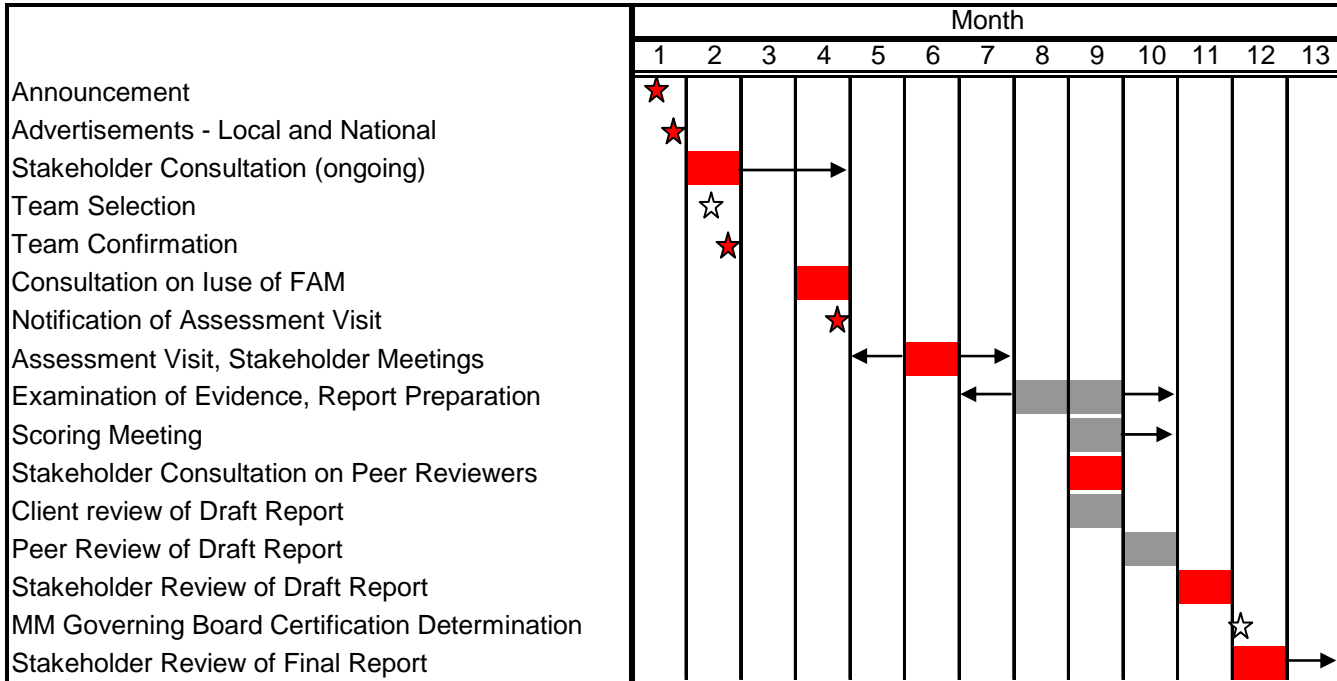 Month
1 2 3 4 5 6 7 8 9 10 11 12 13
Announcement
Advertisements - Local and National
Stakeholder Consultation (ongoing)
Team Selection
Team Confirmation
Consultation on Iuse of FAM
Notification of Assessment Visit
Assessment Visit, Stakeholder Meetings
Examination of Evidence, Report Preparation
Scoring Meeting
Stakeholder Consultation on Peer Reviewers
Client review of Draft Report
Peer Review of Draft Report
Stakeholder Review of Draft Report
MM Governing Board Certification Determination
Stakeholder Review of Final Report